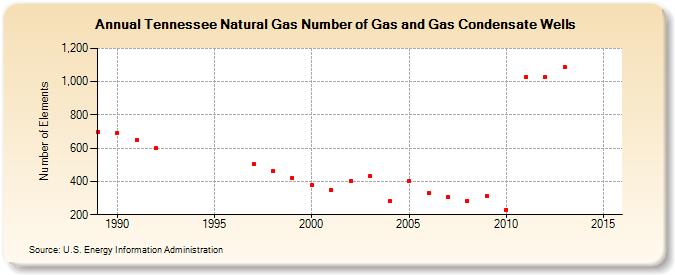 Annual Tennessee Natural Gas Number of Gas and Gas Condensate Wells
Number of Elements
1,200
1,000
800
600
400
200
1990 1995 2000 2005 2010 2015
Source: U.S. Energy Information Administration